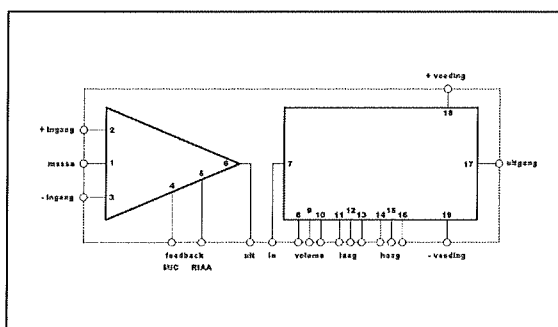 + voeding
18
+ ingang
2
massa
1
6
7
17
uitgang
5
4
- ingang
3
8
9
10
11
12
13
14
15
16
19
feedback
uit
in
volume
laag
hoog
- voeding
RIAA